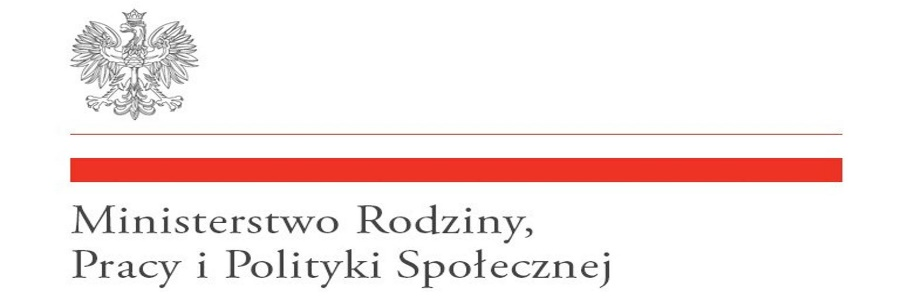 Ministerstwo Rodziny,
Pracy i Polityki Społecznej